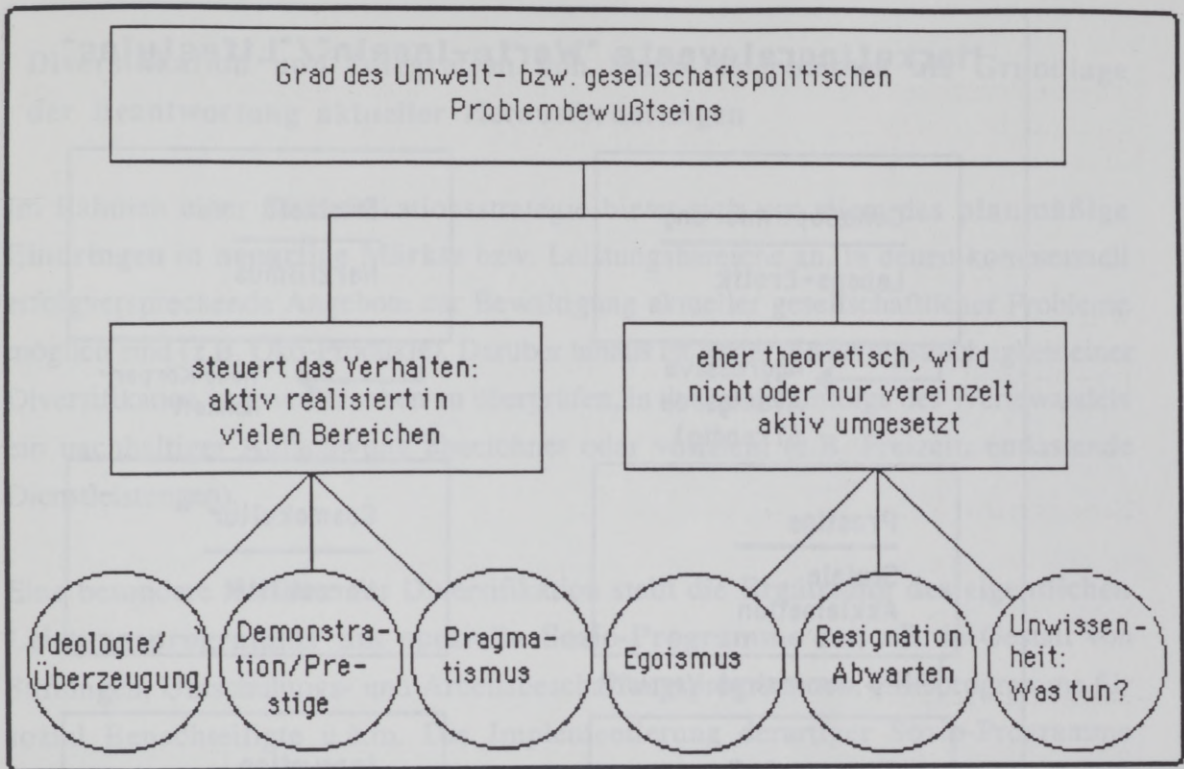 Grad des Umwelt- bzw. gesellschaftspolitischen
Problembewußtseins
steuert das Verhalten:
aktiv realisiert in
vielen Bereichen
eher theoretisch, wird
nicht oder nur vereinzelt
aktiv umgesetzt
Ideologie/
Überzeugung
Demonstra-
tion/Pre-
stige
Pragma-
tismus
Egoismus
Resignation
Abwarten
Unwissen-
heit:
Was tun?